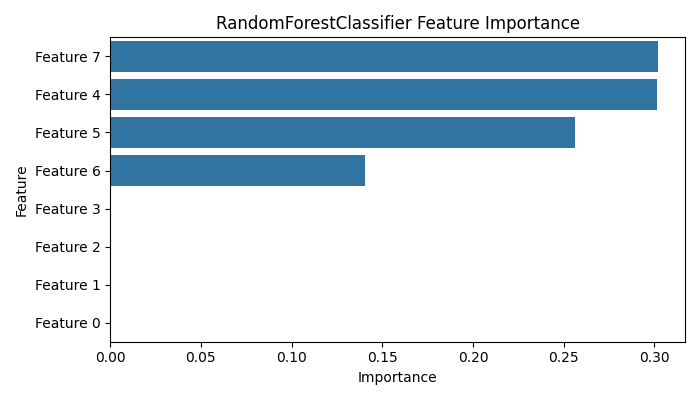 RandomForestClassifier Feature Importance
Feature 7
Feature 4
Feature 5
Feature 6
Feature 3
Feature 2
Feature 1
Feature 0
Feature
0.00 0.05 0.10 0.15 0.20 0.25 0.30
Importance